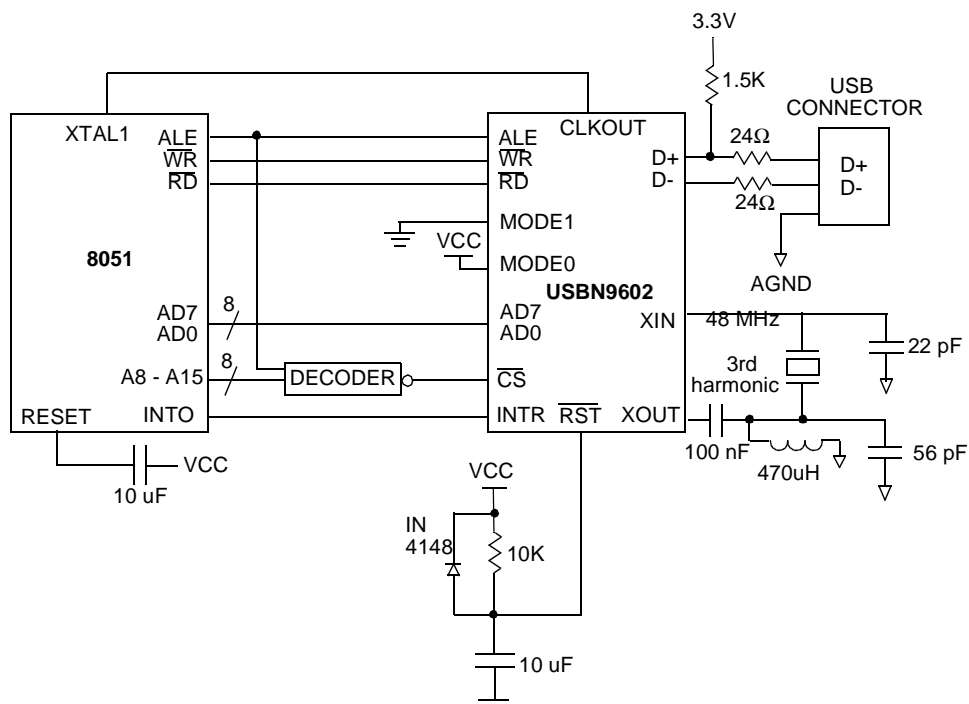 3.3V
1.5K
USB
CONNECTOR
XTAL1
CLKOUT
ALE
ALE
24Ω
WR
WR
D+
D+
RD
RD
D-
D-
24Ω
MODE1
VCC
8051
MODE0
AGND
USBN9602
AD7
8
AD7
XIN
48 MHz
AD0
AD0
22 pF
8
3rd
A8 - A15
DECODER
CS
harmonic
RESET
INTO
INTR
RST
XOUT
100 nF
VCC
VCC
470uH
56 pF
10 uF
IN
4148
10K
10 uF